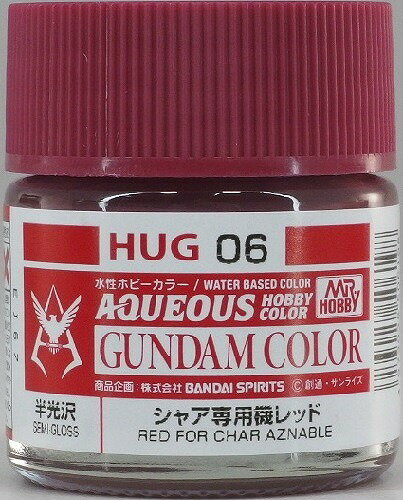 HUG 06
水性ホビーカラー / WATER BASED COLOR
AQUEOUS HOBBY COLOR
MR HOBBY
GUNDAM COLOR
商品企画:株式会社 BANDAI SPIRITS ©創通・サンライズ
半光沢
SEMI-GLOSS
シャア専用機レッド
RED FOR CHAR AZNABLE